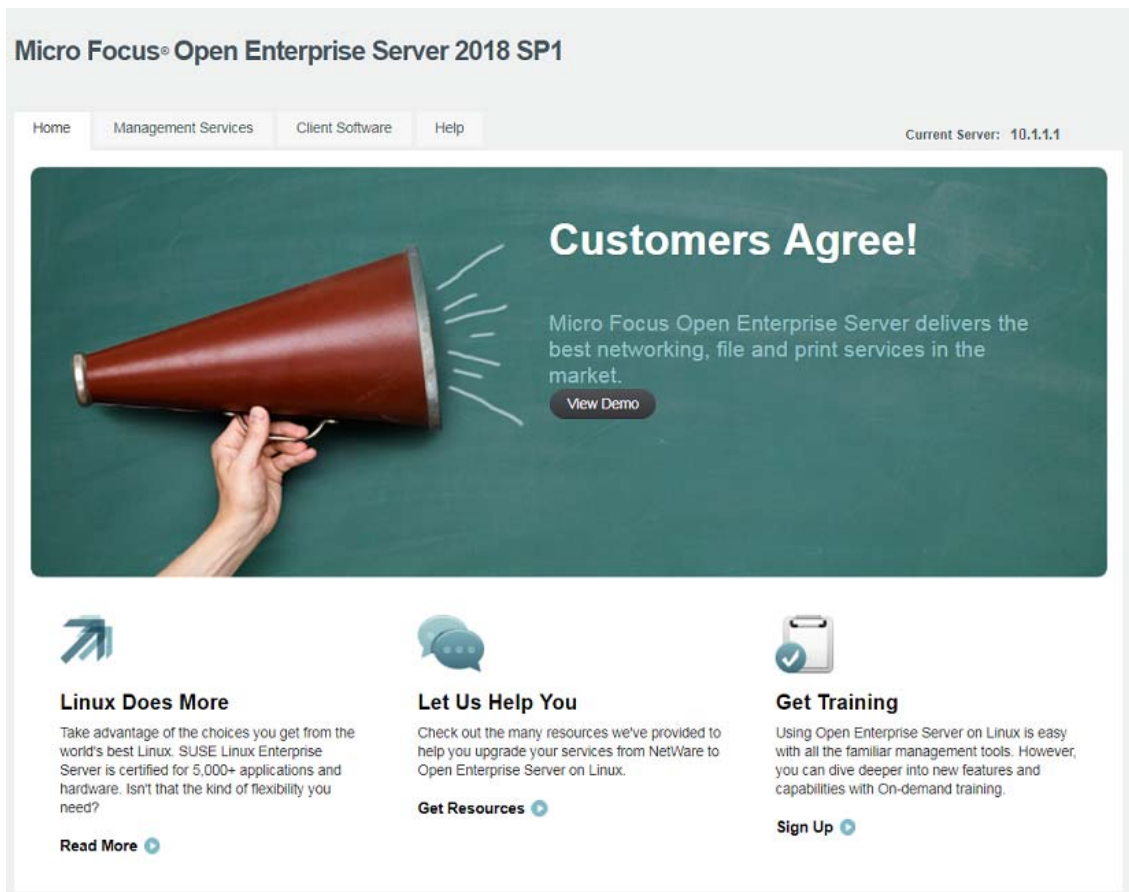 Micro Focus® Open Enterprise Server 2018 SP1
Home
Management Services
Client Software
Help
Current Server: 10.1.1.1
Customers Agree!
Micro Focus Open Enterprise Server delivers the
best networking, file and print services in the
market.
View Demo
Linux Does More
Take advantage of the choices you get from the
world's best Linux. SUSE Linux Enterprise
Server is certified for 5,000+ applications and
hardware. Isn't that the kind of flexibility you
need?
Read More
Let Us Help You
Check out the many resources we've provided to
help you upgrade your services from NetWare to
Open Enterprise Server on Linux.
Get Resources
Get Training
Using Open Enterprise Server on Linux is easy
with all the familiar management tools. However,
you can dive deeper into new features and
capabilities with On-demand training.
Sign Up